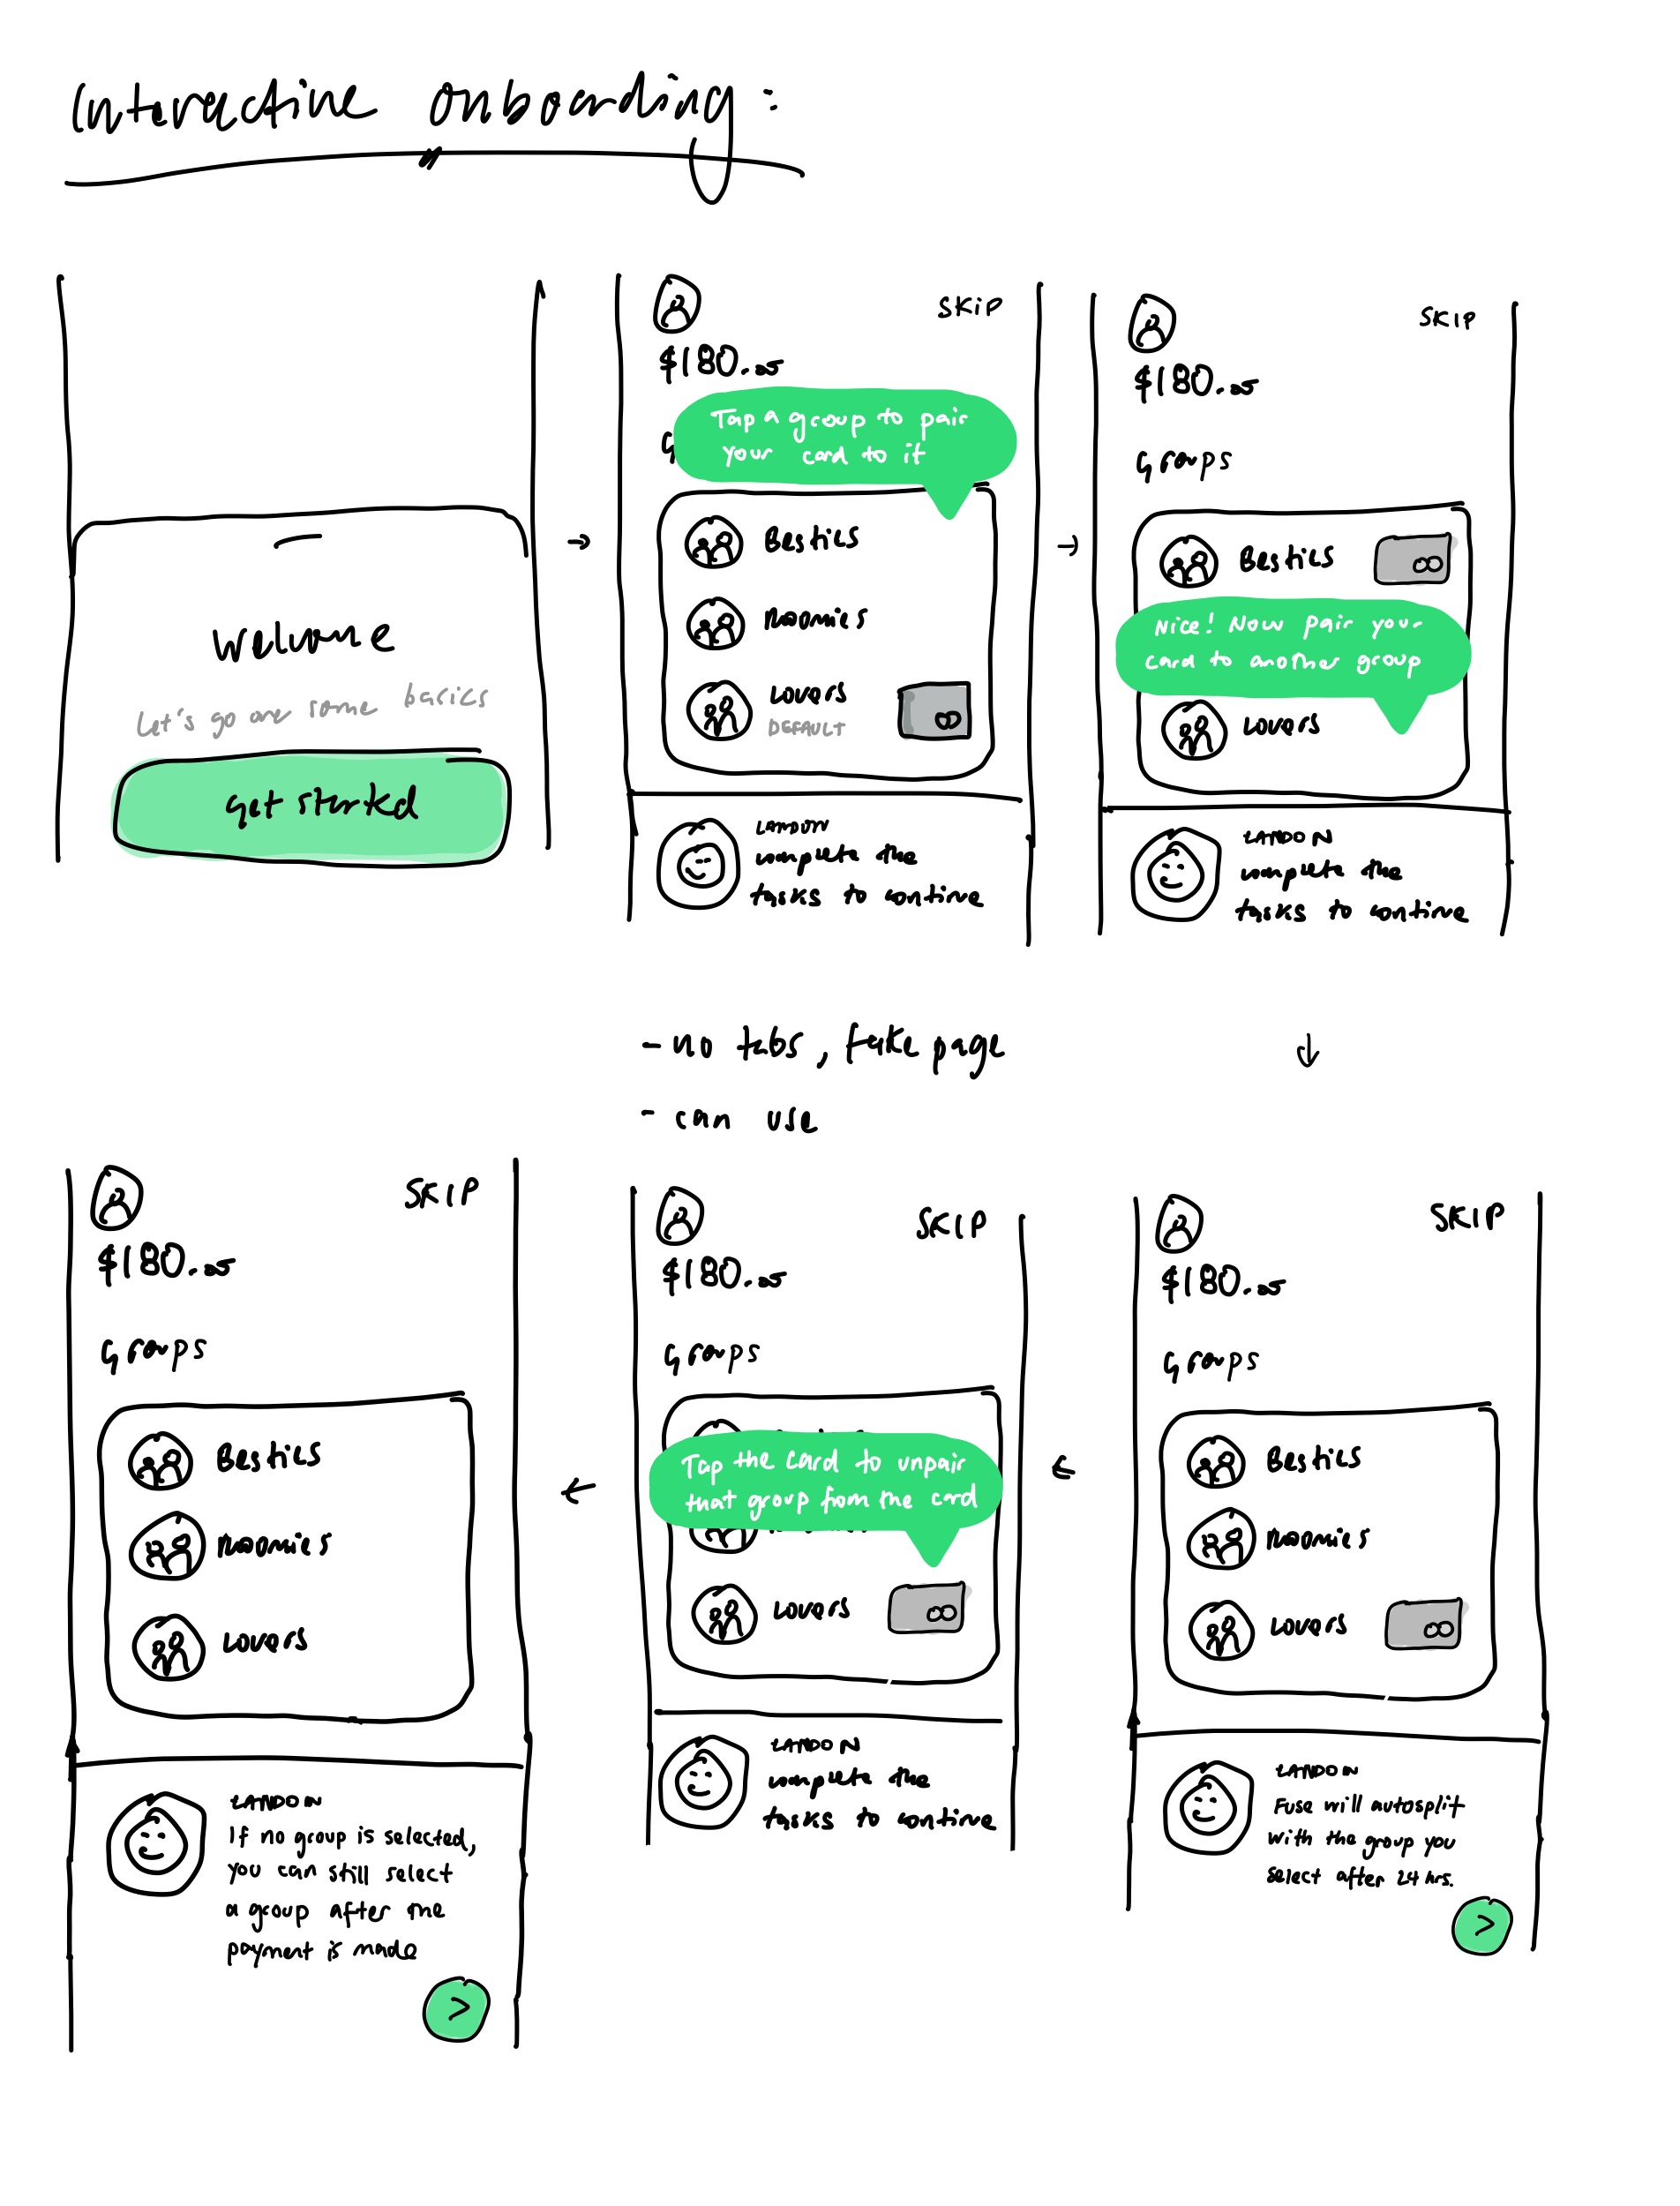 Interactive onboarding:
Welcome
Let's go over some basics
Get started
→
SKIP
$180.25
G
Tap a group to pair
your card to it
Besties
Roomies
Lovers
DEFAULT
LANDON
complete the
tasks to continue
→
SKIP
$180.25
Groups
Besties
Nice! Now pair your
card to another group
Lovers
LANDON
complete the
tasks to continue
- no tabs, fake page
- can use
↓
SKIP
$180.25
Groups
Besties
Roomies
Lovers
LANDON
Fuse will autosplit
with the group you
select after 24 hrs.
>
←
SKIP
$180.25
Groups
Tap the card to unpair
that group from the card
Lovers
LANDON
complete the
tasks to continue
←
SKIP
$180.25
Groups
Besties
Roomies
Lovers
LANDON
If no group is selected,
you can still select
a group after the
payment is made
>